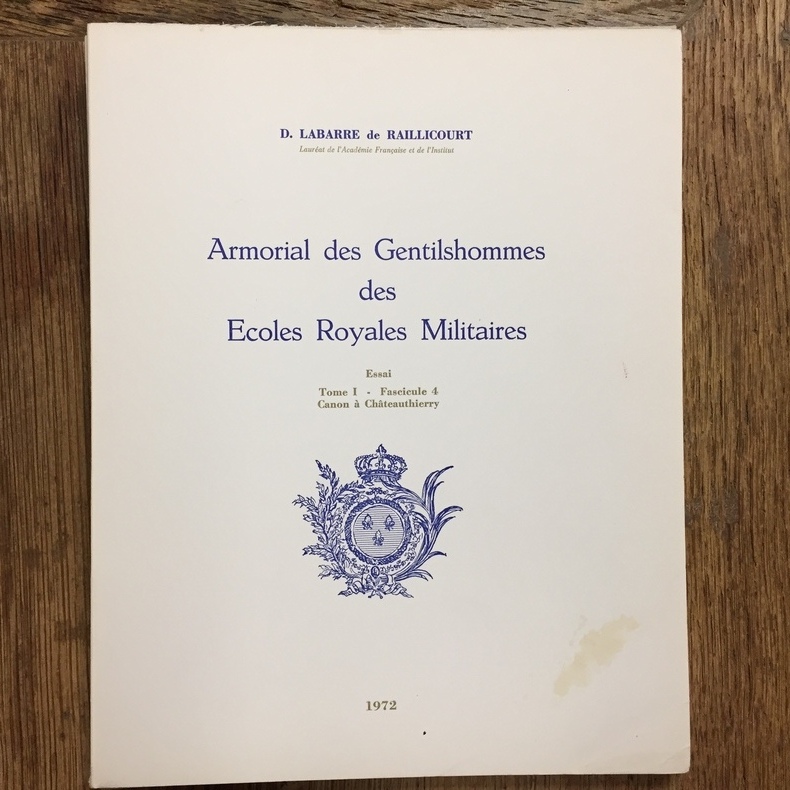 D. LABARRE de RAILLICOURT
Lauréat de l'Académie Française et de l'Institut
Armorial des Gentilshommes
des
Ecoles Royales Militaires
Essai
Tome I - Fascicule 4
Canon à Châteauthierry
1972